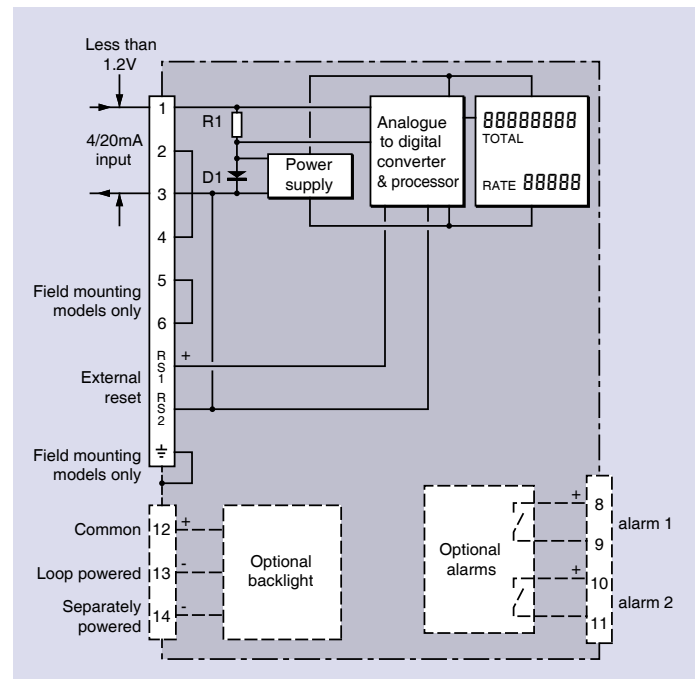 Less than
1.2V
1
R1
Analogue
to digital
converter
& processor
88888888
TOTAL
RATE 88888
4/20mA
input
2
D1
Power
supply
3
4
5
Field mounting
models only
6
RS1 +
External
reset
RS2
Field mounting
models only
Common
12 +
Loop powered
13 -
Separately
powered
14 -
Optional
backlight
Optional
alarms
+ 8
alarm 1
9
+ 10
alarm 2
11